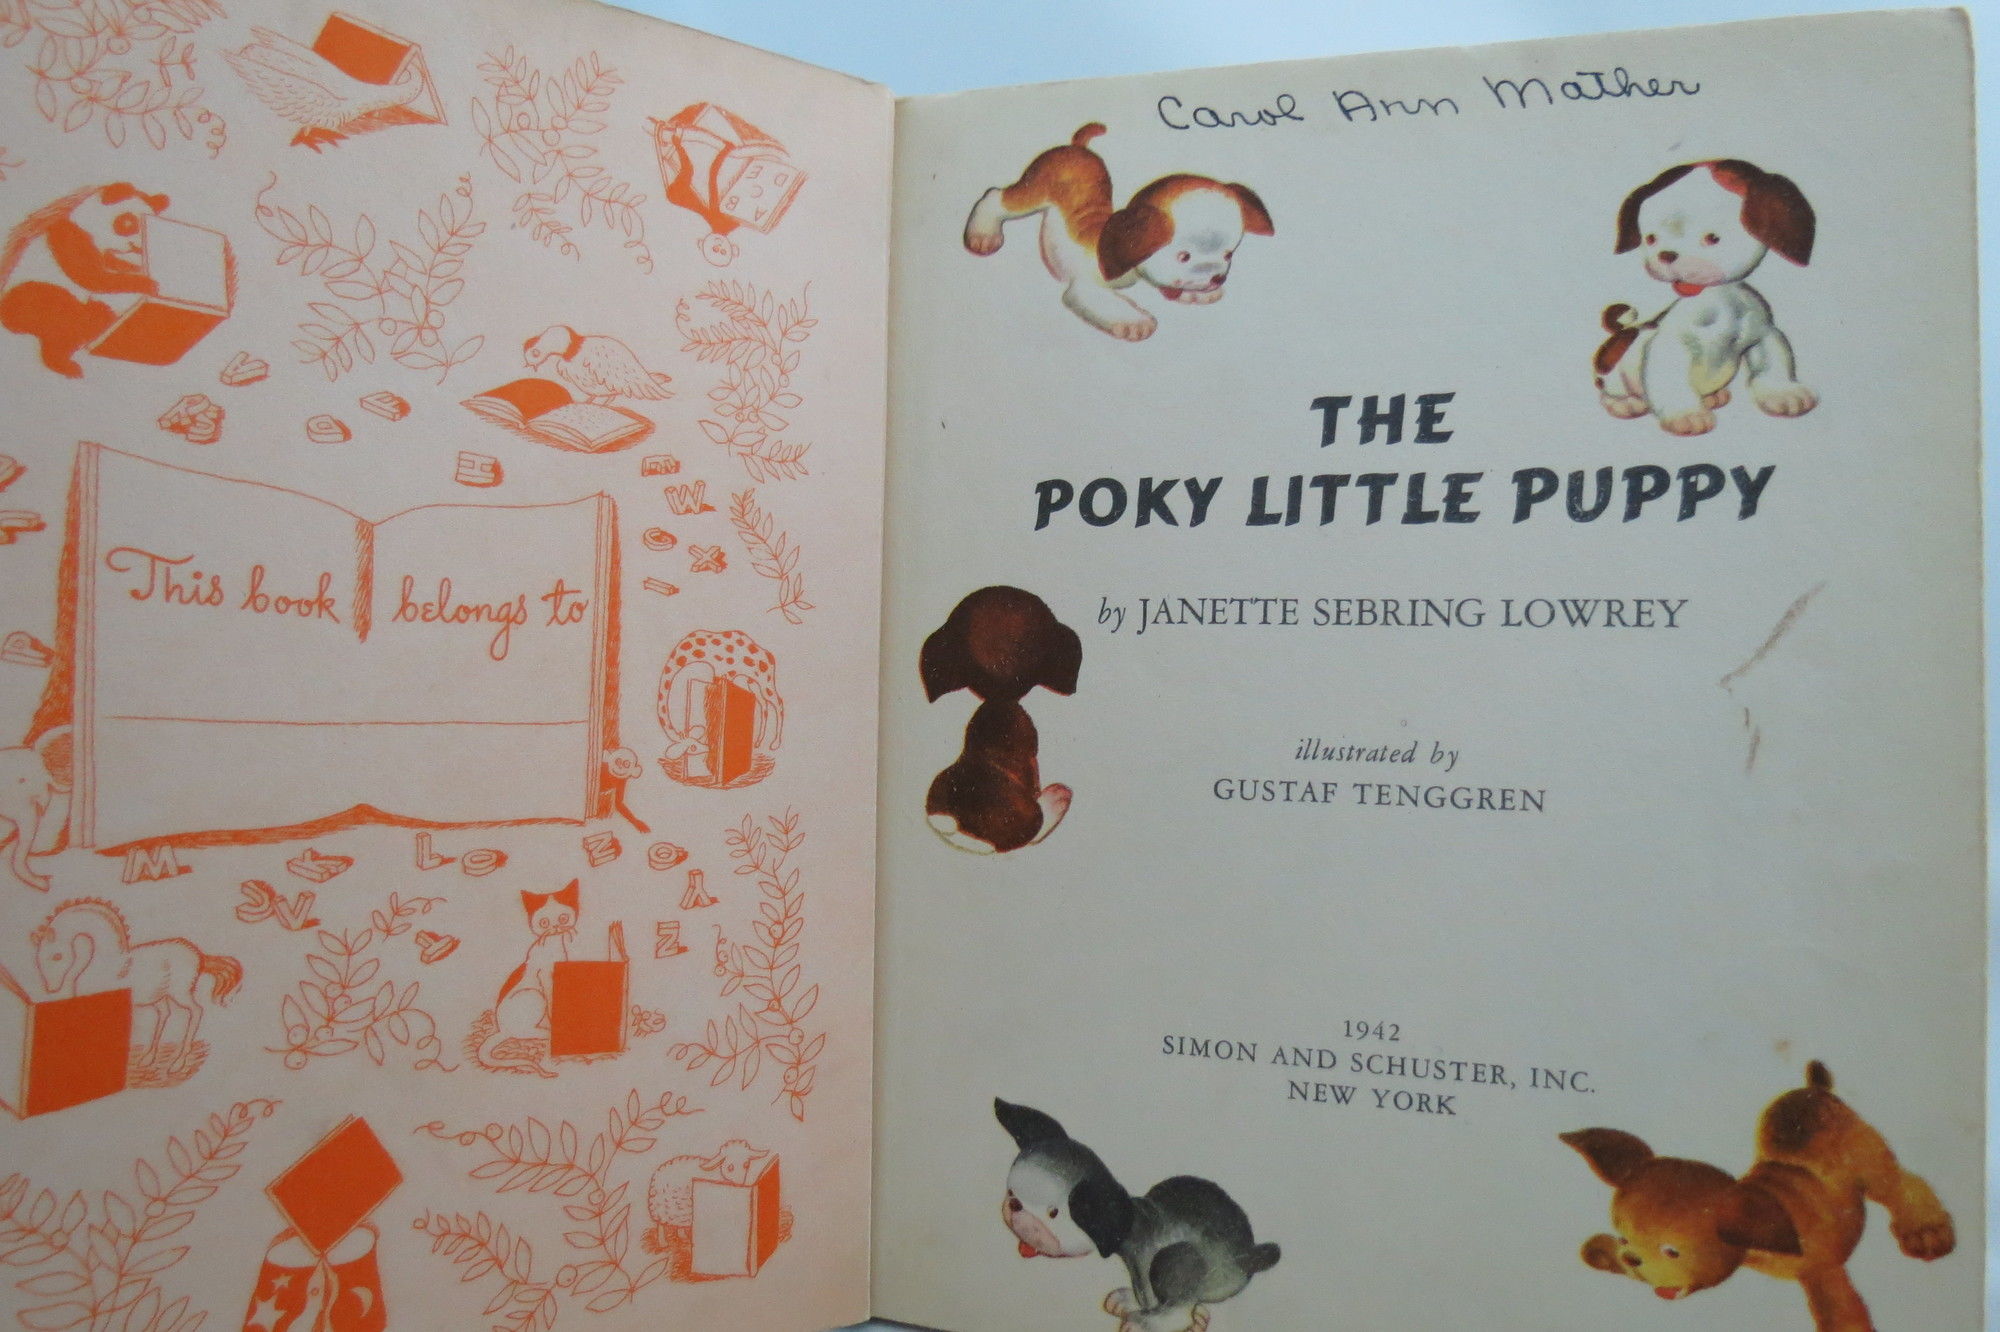 This book belongs to
Carol Ann Mather
THE
POKY LITTLE PUPPY
by JANETTE SEBRING LOWREY
illustrated by
GUSTAF TENGGREN
1942
SIMON AND SCHUSTER, INC.
NEW YORK